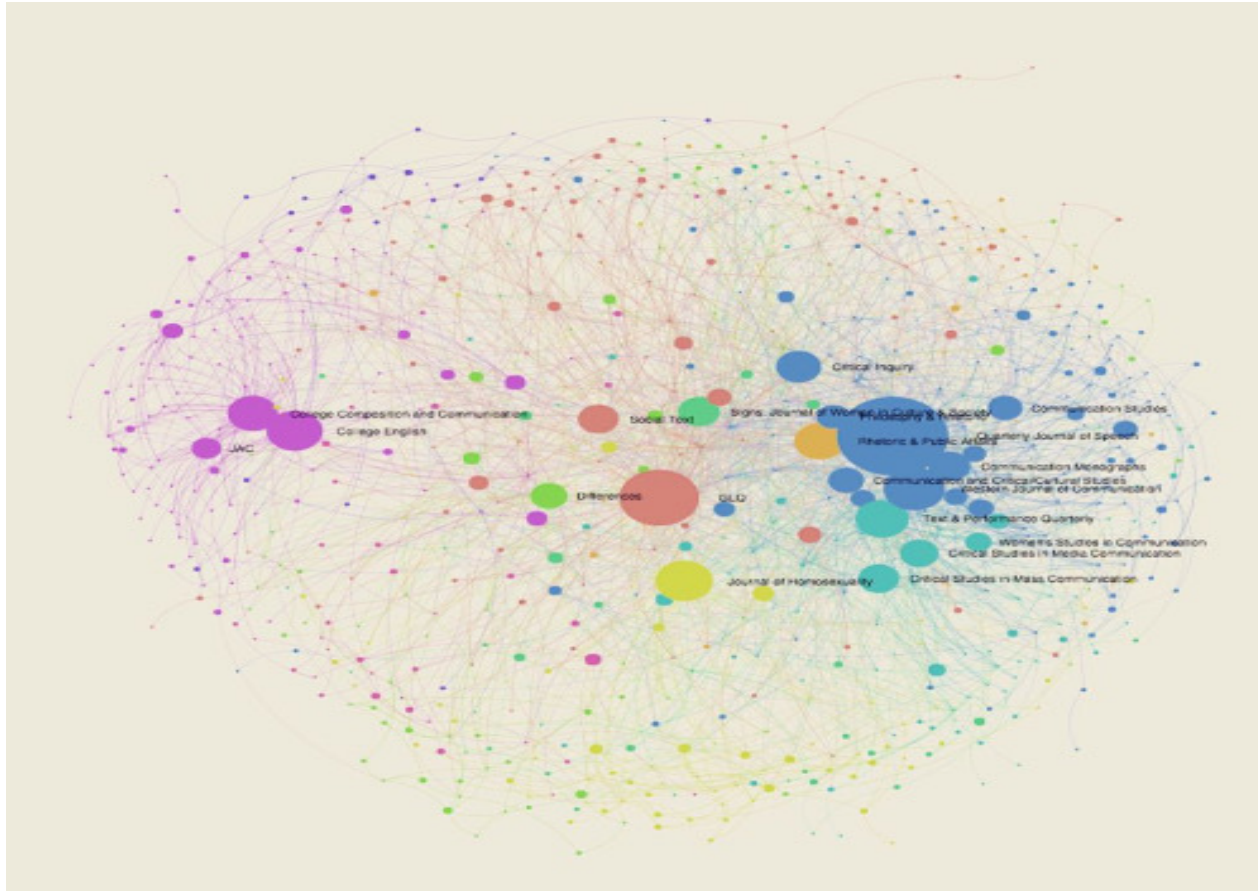 Critical Inquiry
College Composition and Communication
Signs: Journal of Women in Culture & Society
Communication Studies
Social Text
Philosophy & Rhetoric
College English
Quarterly Journal of Speech
Rhetoric & Public Affairs
JAC
Communication Monographs
Communication and Critical/Cultural Studies
Western Journal of Communication
Differences
GLQ
Text & Performance Quarterly
Women's Studies in Communication
Critical Studies in Media Communication
Critical Studies in Mass Communication
Journal of Homosexuality